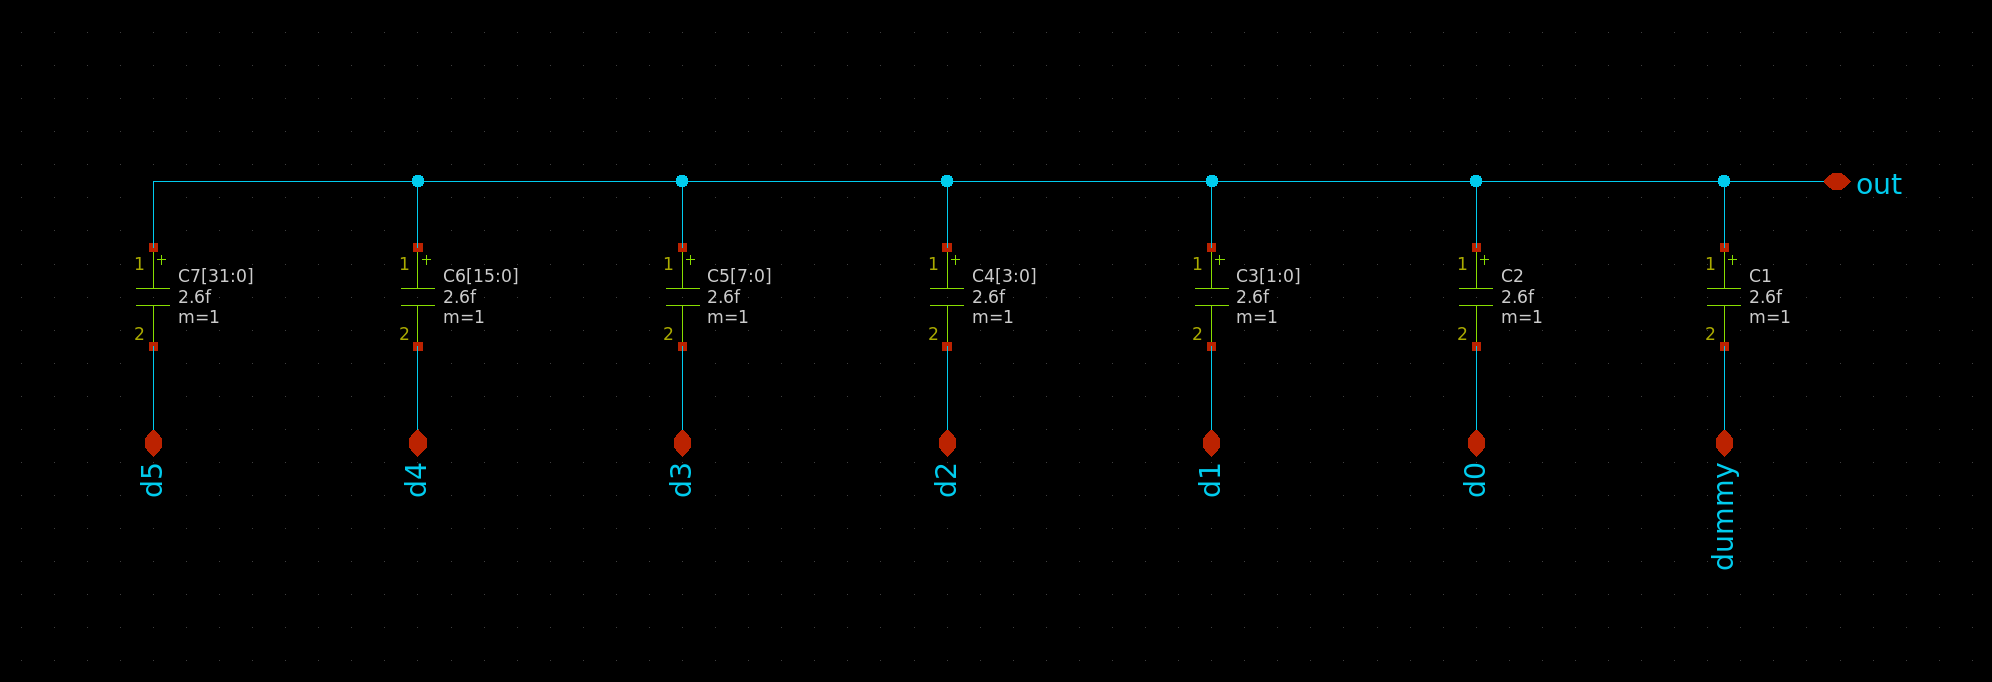 out
1
C7[31:0]
2.6f
m=1
2
d5
1
C6[15:0]
2.6f
m=1
2
d4
1
C5[7:0]
2.6f
m=1
2
d3
1
C4[3:0]
2.6f
m=1
2
d2
1
C3[1:0]
2.6f
m=1
2
d1
1
C2
2.6f
m=1
2
d0
1
C1
2.6f
m=1
2
dummy